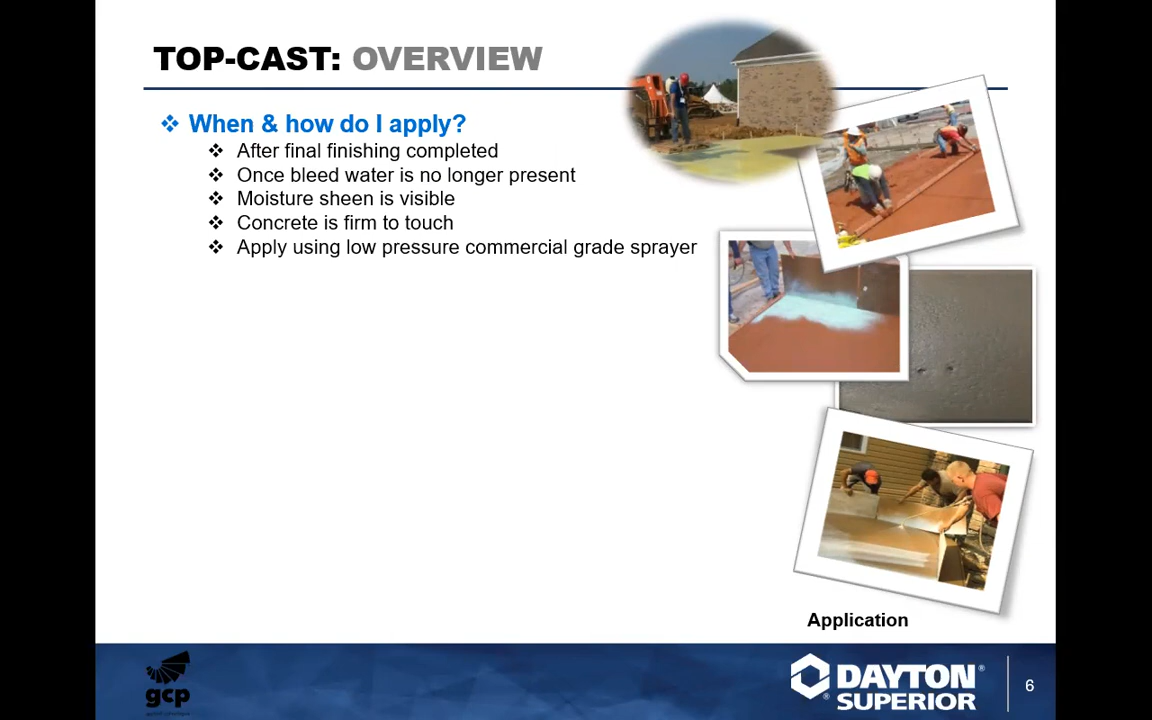 TOP-CAST: OVERVIEW
When & how do I apply?
After final finishing completed
Once bleed water is no longer present
Moisture sheen is visible
Concrete is firm to touch
Apply using low pressure commercial grade sprayer
Application
gcp
DAYTON®
SUPERIOR
®
6